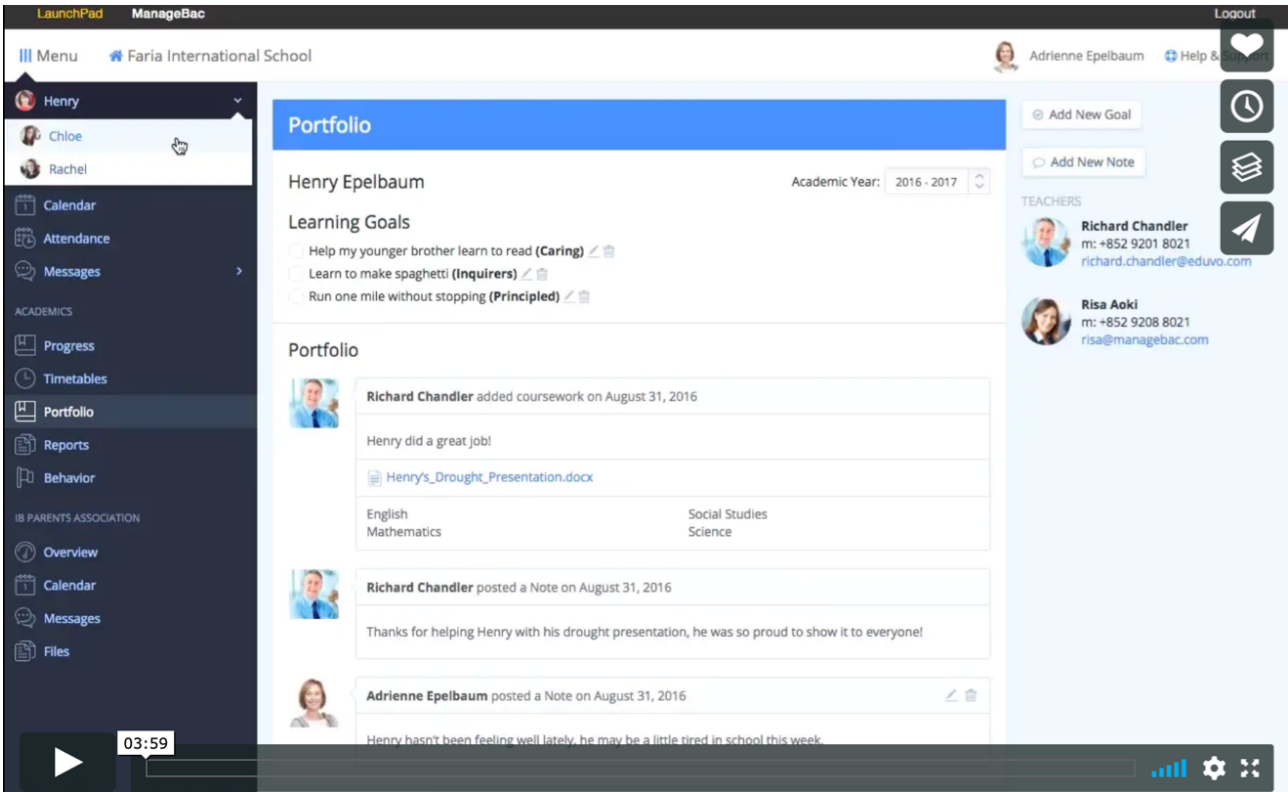 LaunchPad ManageBac Logout
Menu Faria International School Adrienne Epelbaum Help & Support
Henry
Chloe
Rachel
Calendar
Attendance
Messages
ACADEMICS
Progress
Timetables
Portfolio
Reports
Behavior
IB PARENTS ASSOCIATION
Overview
Calendar
Messages
Files
Portfolio
Henry Epelbaum Academic Year: 2016 - 2017
Learning Goals
Help my younger brother learn to read (Caring)
Learn to make spaghetti (Inquirers)
Run one mile without stopping (Principled)
Portfolio
Richard Chandler added coursework on August 31, 2016
Henry did a great job!
Henry's_Drought_Presentation.docx
English Social Studies
Mathematics Science
Richard Chandler posted a Note on August 31, 2016
Thanks for helping Henry with his drought presentation, he was so proud to show it to everyone!
Adrienne Epelbaum posted a Note on August 31, 2016
Henry hasn't been feeling well lately, he may be a little tired in school this week.
Add New Goal
Add New Note
TEACHERS
Richard Chandler
m: +852 9201 8021
richard.chandler@eduvo.com
Risa Aoki
m: +852 9208 8021
risa@managebac.com
03:59